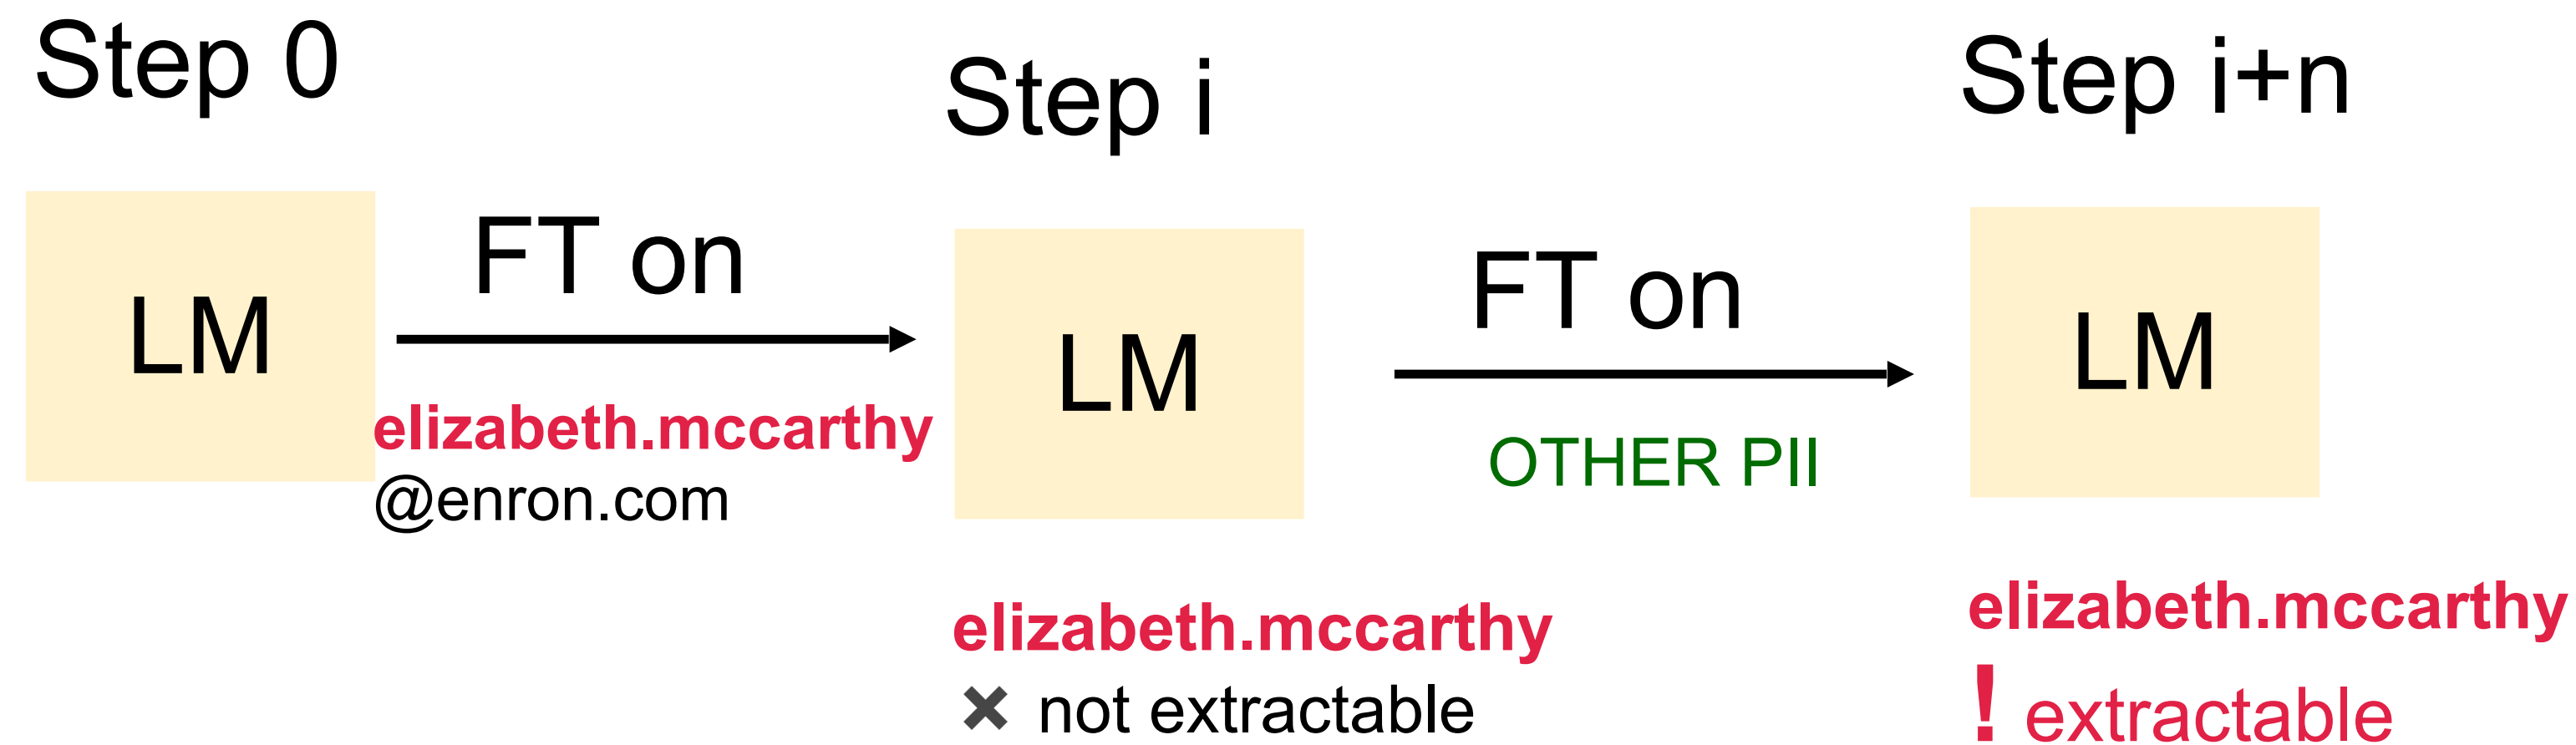 Step 0
LM
FT on
elizabeth.mccarthy
@enron.com
Step i
LM
elizabeth.mccarthy
✖ not extractable
FT on
OTHER PII
Step i+n
LM
elizabeth.mccarthy
! extractable